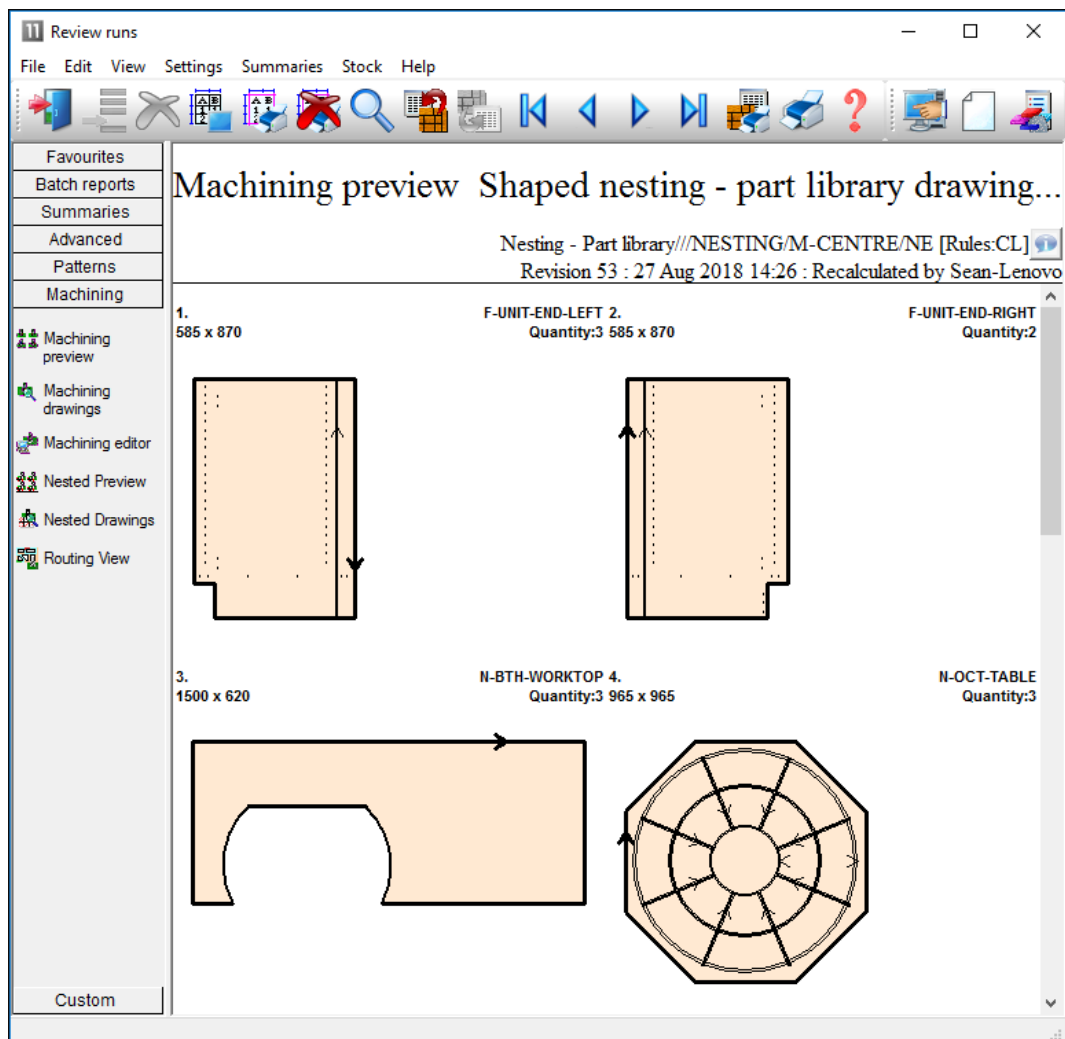 Review runs
File Edit View Settings Summaries Stock Help
Favourites
Batch reports
Summaries
Advanced
Patterns
Machining
Machining
preview
Machining
drawings
Machining editor
Nested Preview
Nested Drawings
Routing View
Custom
Machining preview Shaped nesting - part library drawing...
Nesting - Part library///NESTING/M-CENTRE/NE [Rules:CL]
Revision 53 : 27 Aug 2018 14:26 : Recalculated by Sean-Lenovo
1. F-UNIT-END-LEFT 2. F-UNIT-END-RIGHT
585 x 870 Quantity:3 585 x 870 Quantity:2
3. N-BTH-WORKTOP 4. N-OCT-TABLE
1500 x 620 Quantity:3 965 x 965 Quantity:3